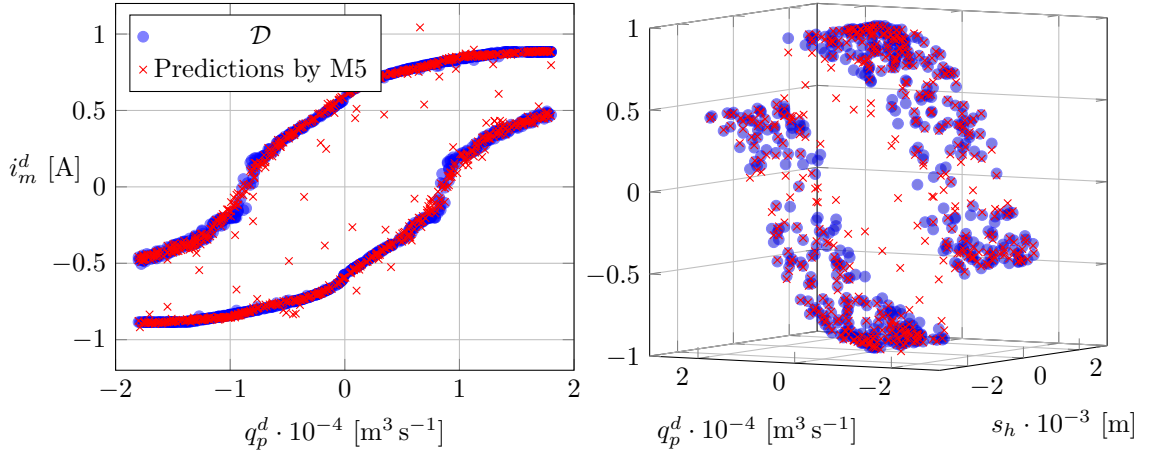 𝒟
Predictions by M5
1
0.5
0
−0.5
−1
i_m^d [A]
−2 −1 0 1 2
q_p^d · 10^{−4} [m³ s⁻¹]
1
0.5
0
−0.5
−1
2 0 −2
−2 0 2
q_p^d · 10^{−4} [m³ s⁻¹]
s_h · 10^{−3} [m]